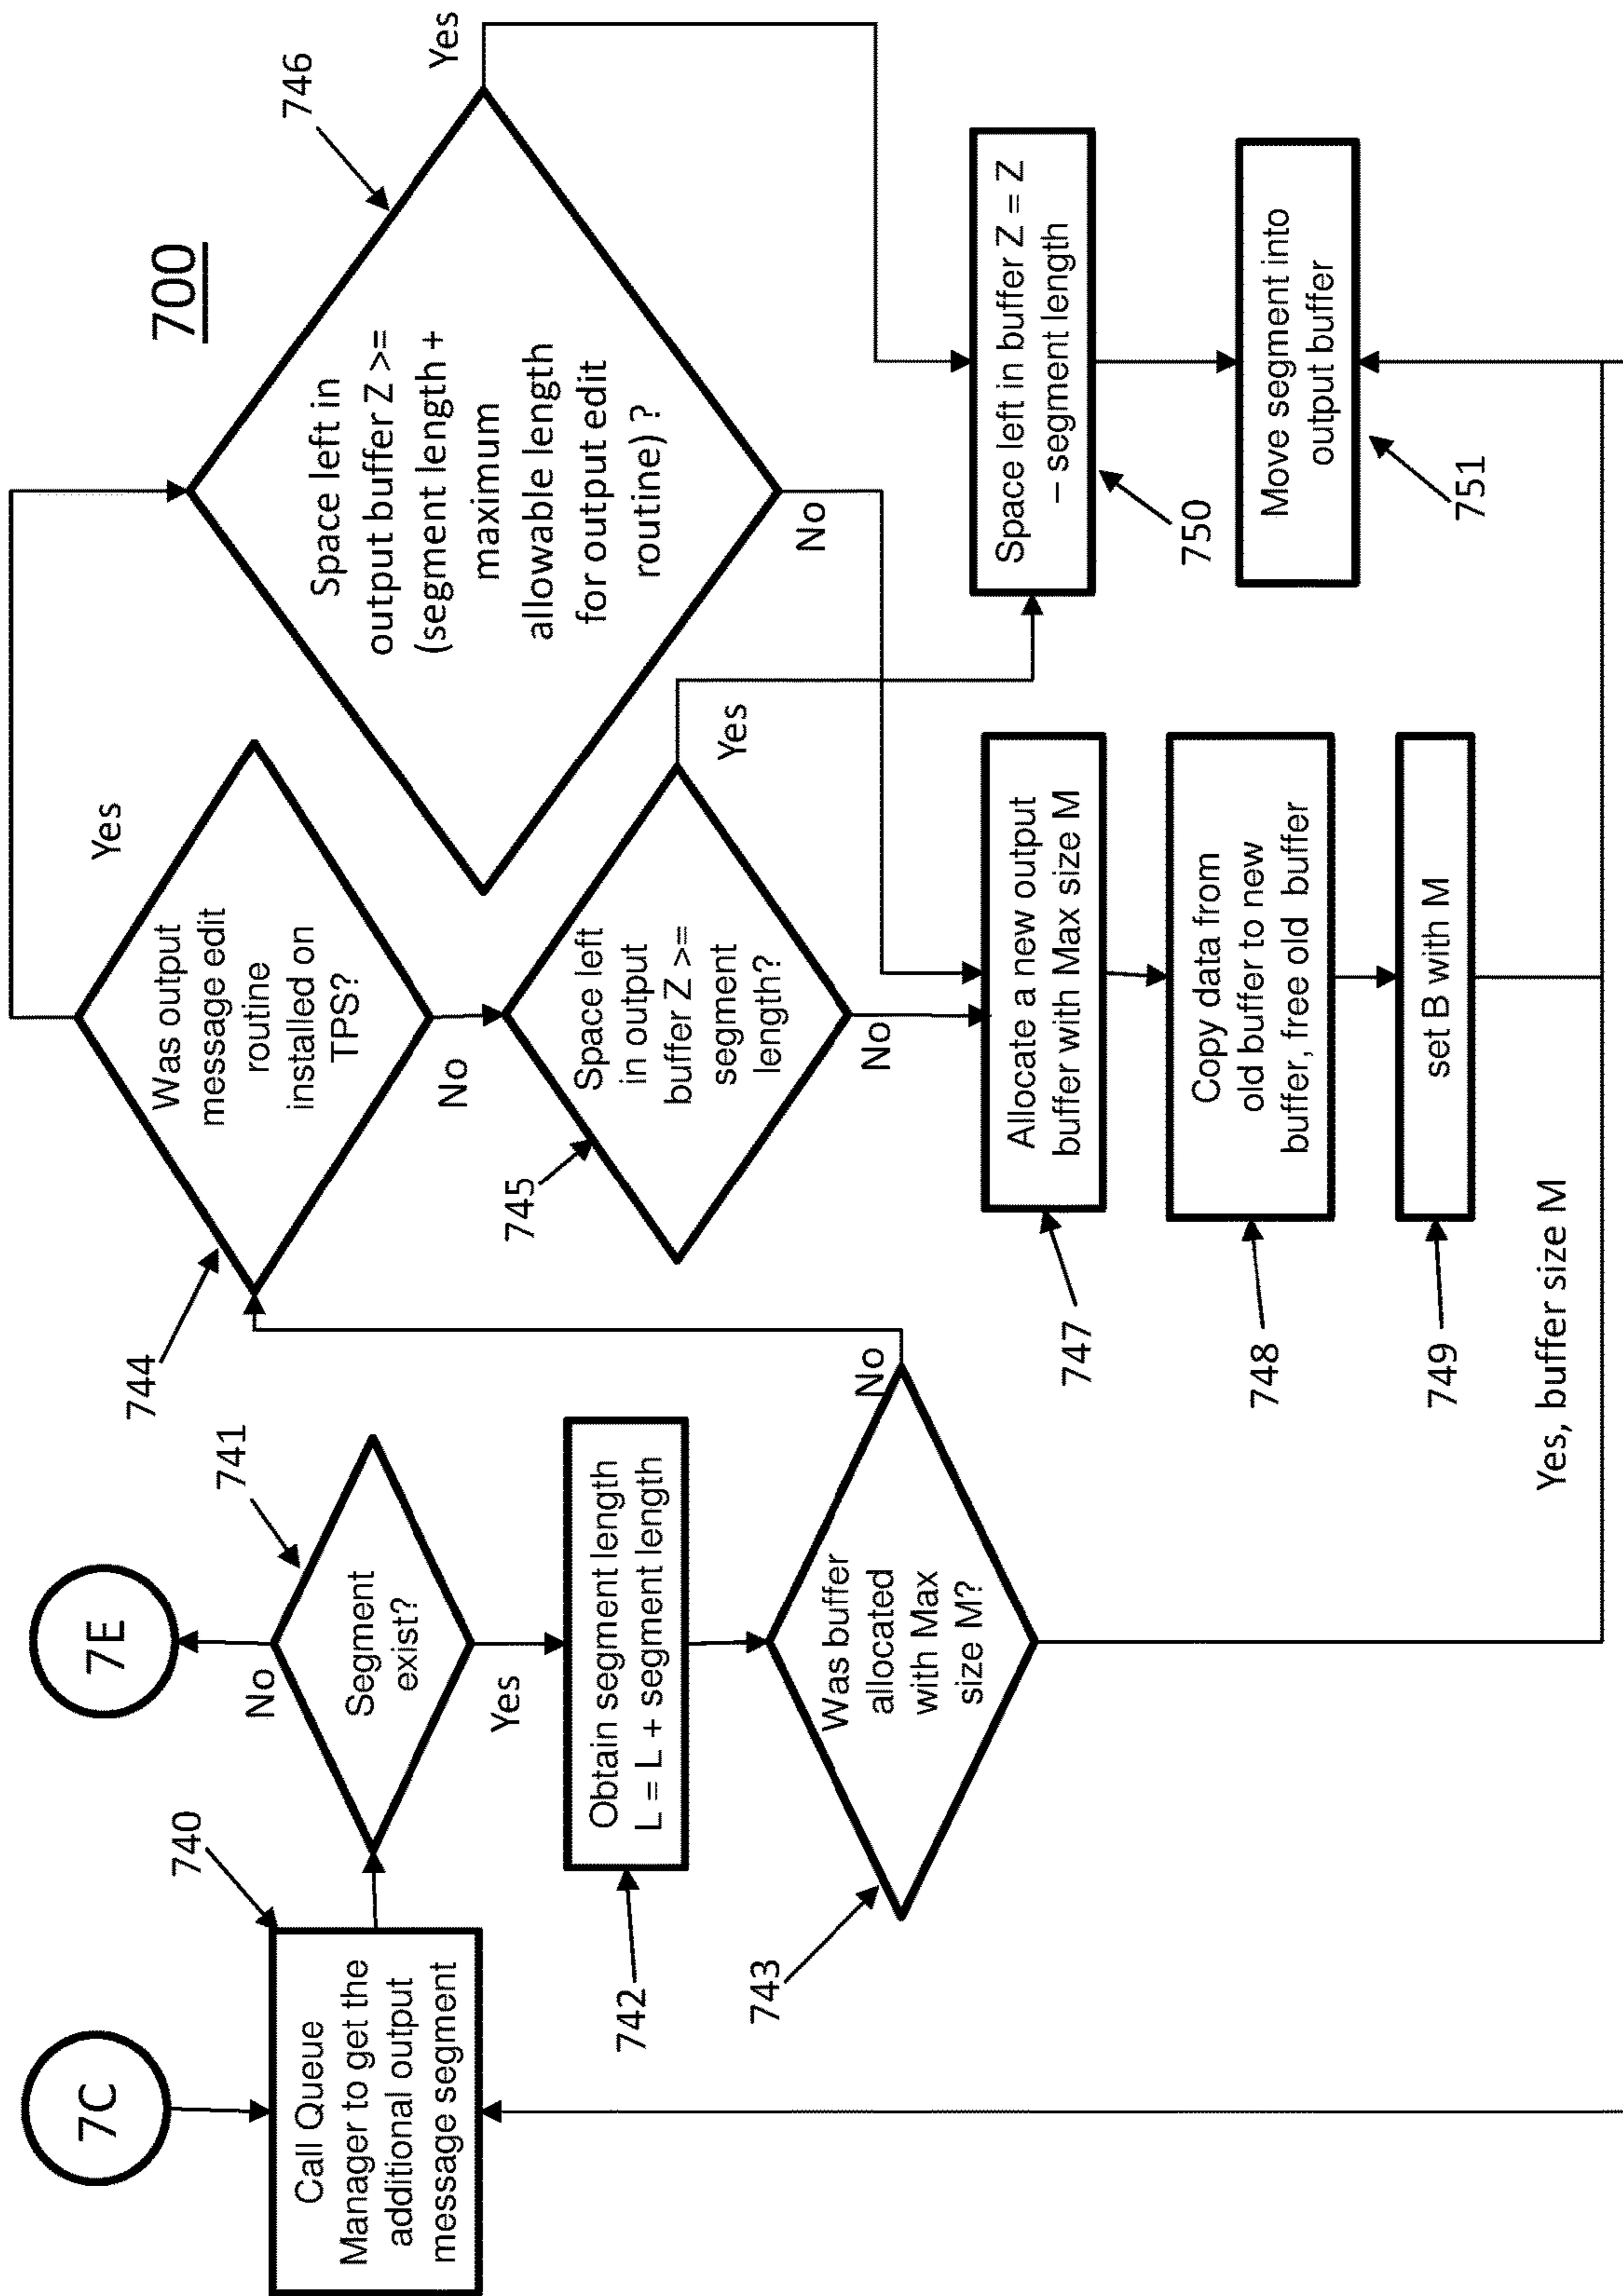 700
7C
7E
740
Call Queue
Manager to get the
additional output
message segment
741
Segment
exist?
No
Yes
742
Obtain segment length
L = L + segment length
743
Was buffer
allocated
with Max
size M?
No
Yes, buffer size M
744
Was output
message edit
routine
installed on
TPS?
Yes
No
745
Space left
in output
buffer Z >=
segment
length?
Yes
No
746
Space left in
output buffer Z >=
(segment length +
maximum
allowable length
for output edit
routine) ?
Yes
No
747
Allocate a new output
buffer with Max size M
748
Copy data from
old buffer to new
buffer, free old buffer
749
set B with M
750
Space left in buffer Z = Z
– segment length
751
Move segment into
output buffer